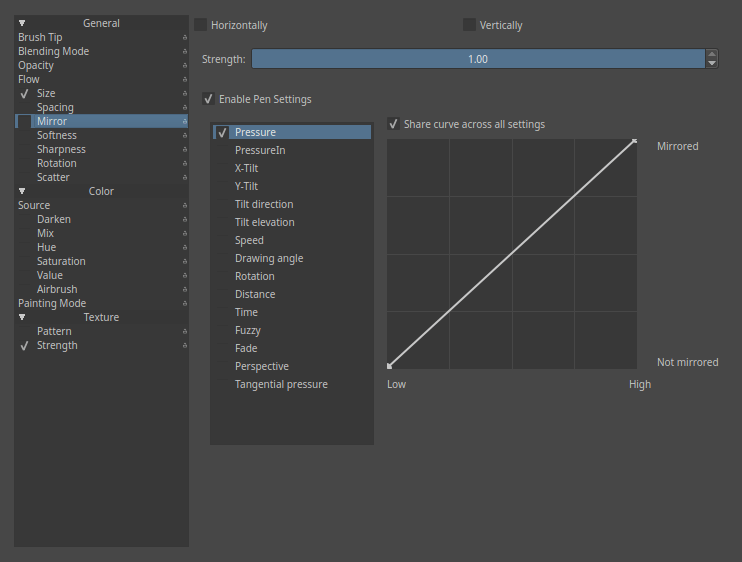 General
Brush Tip
Blending Mode
Opacity
Flow
Size
Spacing
Mirror
Softness
Sharpness
Rotation
Scatter
Color
Source
Darken
Mix
Hue
Saturation
Value
Airbrush
Painting Mode
Texture
Pattern
Strength
Horizontally
Vertically
Strength: 1.00
Enable Pen Settings
Pressure
PressureIn
X-Tilt
Y-Tilt
Tilt direction
Tilt elevation
Speed
Drawing angle
Rotation
Distance
Time
Fuzzy
Fade
Perspective
Tangential pressure
Share curve across all settings
Mirrored
Not mirrored
Low High